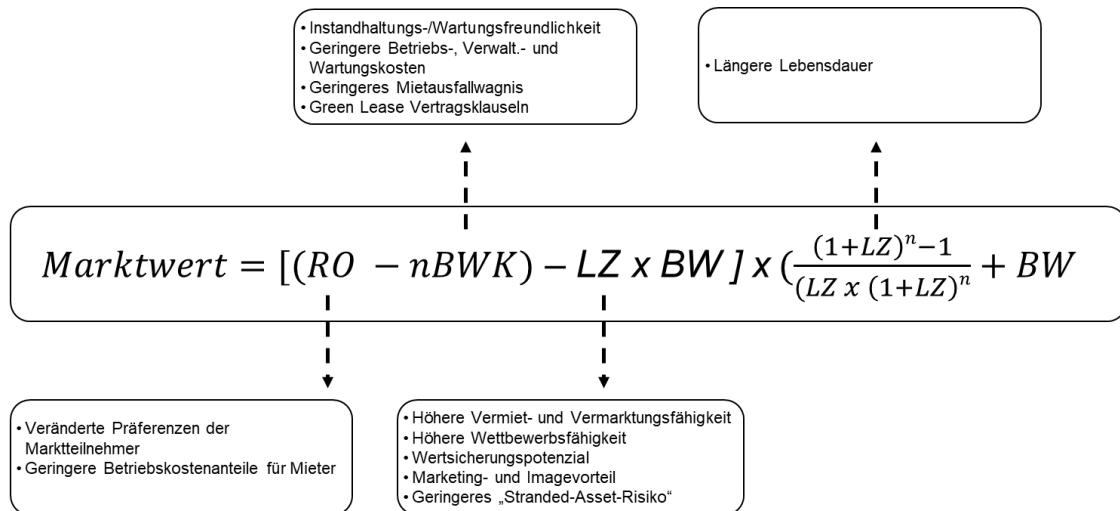 • Instandhaltungs-/Wartungsfreundlichkeit
• Geringere Betriebs-, Verwalt.- und
Wartungskosten
• Geringeres Mietausfallwagnis
• Green Lease Vertragsklauseln
• Längere Lebensdauer
Marktwert = [(RO − nBWK) − LZ x BW ] x ( \frac{(1+LZ)^n−1}{(LZ x (1+LZ)^n} + BW
• Veränderte Präferenzen der
Marktteilnehmer
• Geringere Betriebskostenanteile für Mieter
• Höhere Vermiet- und Vermarktungsfähigkeit
• Höhere Wettbewerbsfähigkeit
• Wertsicherungspotenzial
• Marketing- und Imagevorteil
• Geringeres „Stranded-Asset-Risiko“